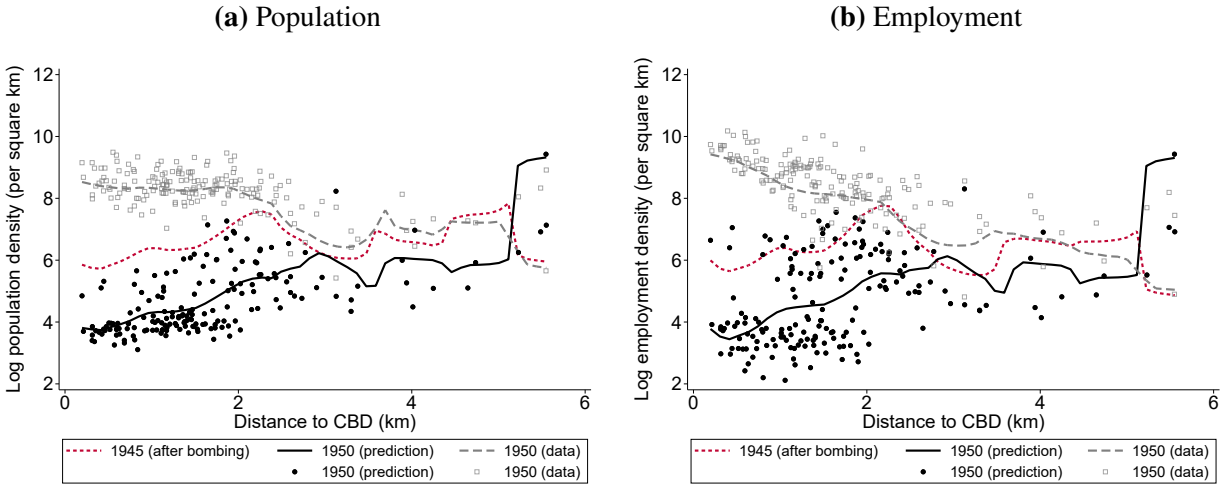 (a) Population
Log population density (per square km)
12
10
8
6
4
2
0
2
4
6
Distance to CBD (km)
1945 (after bombing)
1950 (prediction)
1950 (data)
1950 (prediction)
1950 (data)
(b) Employment
Log employment density (per square km)
12
10
8
6
4
2
0
2
4
6
Distance to CBD (km)
1945 (after bombing)
1950 (prediction)
1950 (data)
1950 (prediction)
1950 (data)